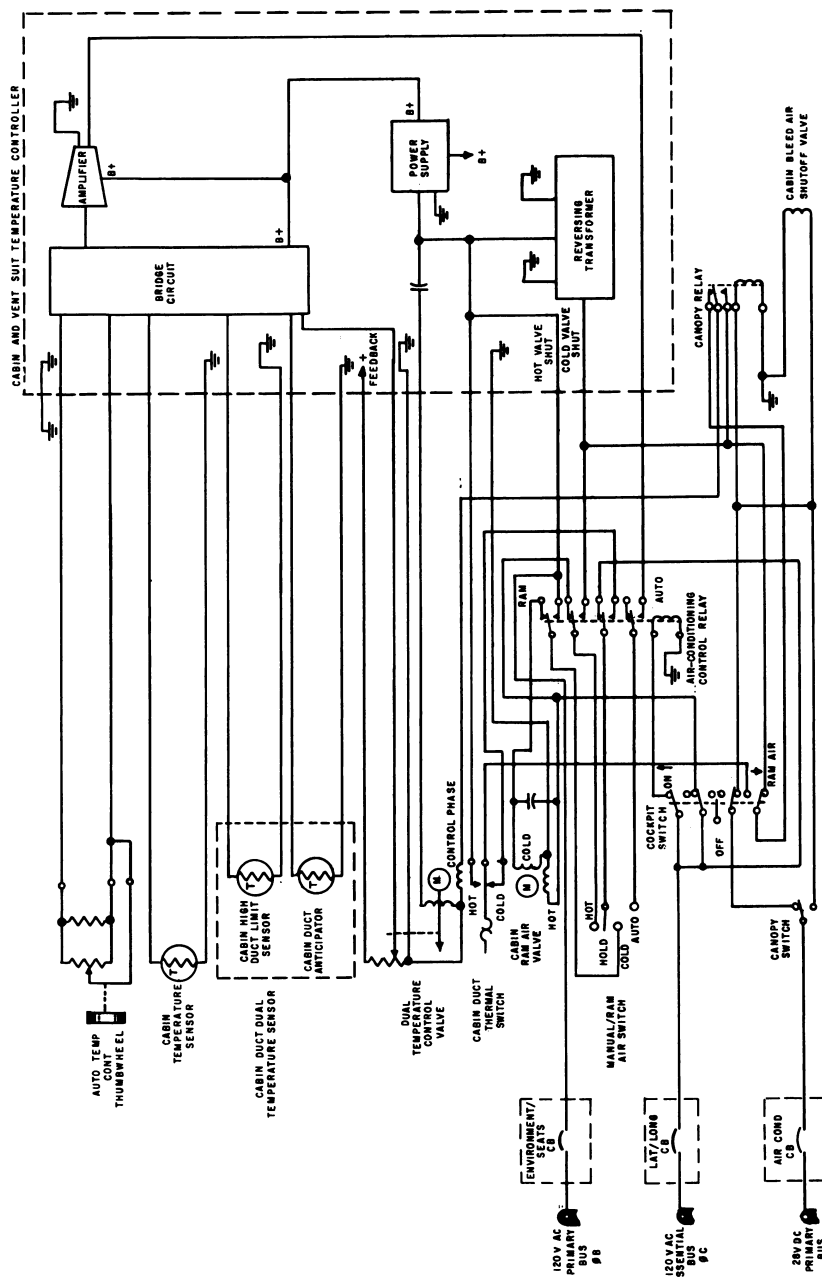 CABIN AND VENT SUIT TEMPERATURE CONTROLLER
AMPLIFIER
B+
BRIDGE
CIRCUIT
B+
POWER
SUPPLY
B+
B+
REVERSING
TRANSFORMER
FEEDBACK
+
HOT VALVE
SHUT
COLD VALVE
SHUT
CANOPY RELAY
CABIN BLEED AIR
SHUTOFF VALVE
AUTO TEMP
CONT
THUMBWHEEL
T
CABIN
TEMPERATURE
SENSOR
T
CABIN HIGH
DUCT LIMIT
SENSOR
T
CABIN DUCT
ANTICIPATOR
CABIN DUCT DUAL
TEMPERATURE SENSOR
DUAL
TEMPERATURE
CONTROL
VALVE
M
CONTROL PHASE
HOT
COLD
CABIN DUCT
THERMAL
SWITCH
CABIN
RAM AIR
VALVE
M
COLD
HOT
RAM
AUTO
AIR-CONDITIONING
CONTROL RELAY
HOT
HOLD
COLD
AUTO
MANUAL/RAM
AIR SWITCH
COCKPIT
SWITCH
ON
OFF
RAM AIR
CANOPY
SWITCH
ENVIRONMENT/
SEATS
CB
LAT/LONG
CB
AIR COND
CB
120V AC
PRIMARY
BUS
ØB
120V AC
SSENTIAL
BUS
ØC
28V DC
PRIMARY
BUS